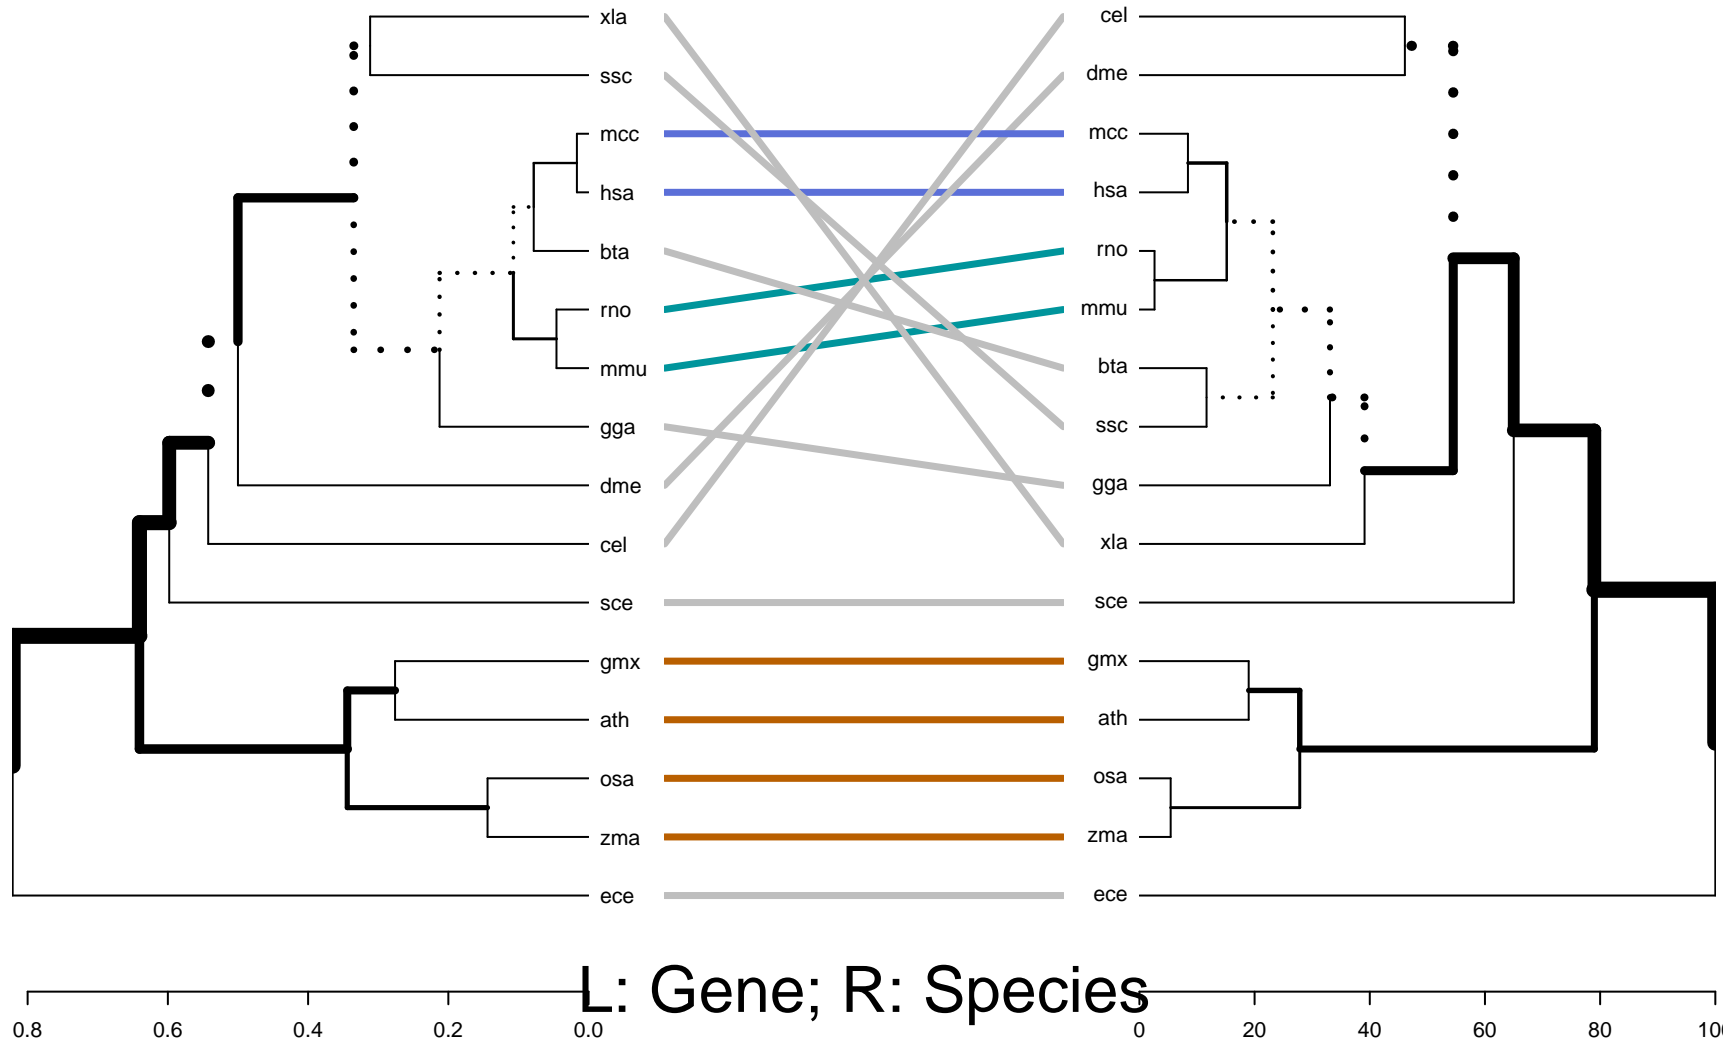 xla cel
ssc dme
mcc mcc
hsa hsa
bta rno
rno mmu
mmu bta
gga ssc
dme gga
cel xla
sce sce
gmx gmx
ath ath
osa osa
zma zma
ece ece
L: Gene; R: Species
0.8 0.6 0.4 0.2 0.0 0 20 40 60 80